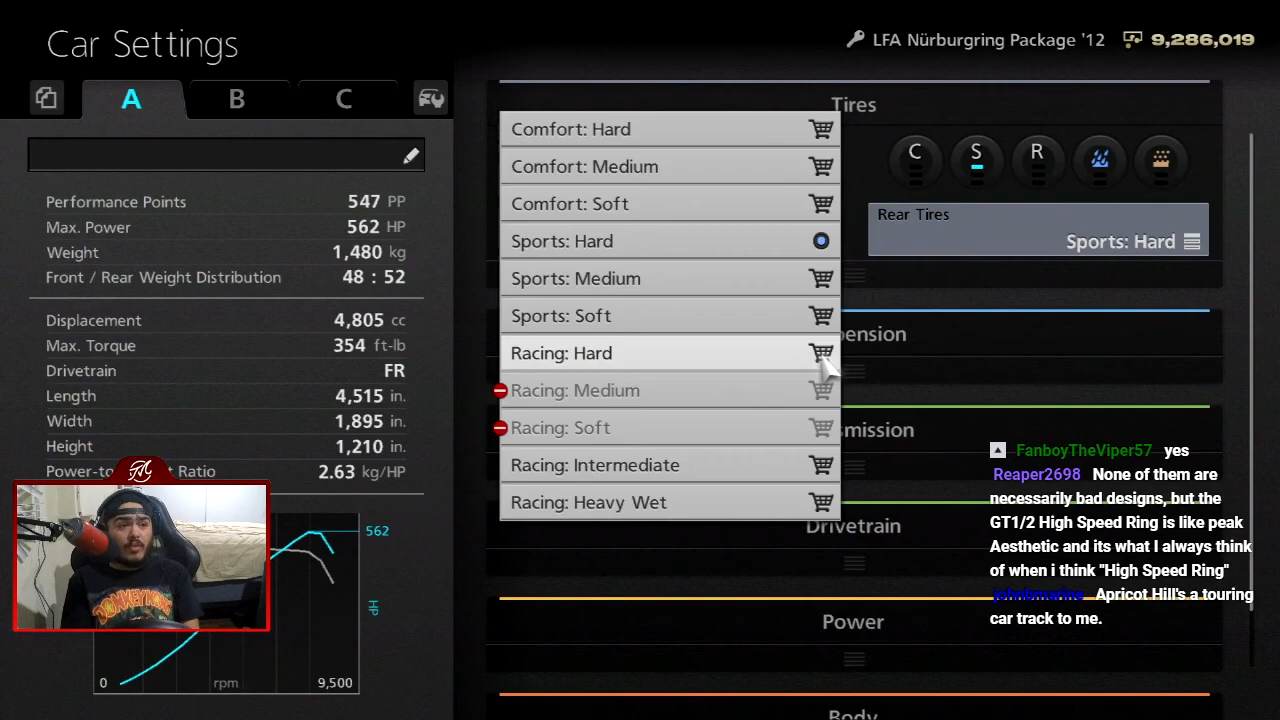 Car Settings
LFA Nürburgring Package '12
9,286,019
A
B
C
Performance Points 547 PP
Max. Power 562 HP
Weight 1,480 kg
Front / Rear Weight Distribution 48 : 52
Displacement 4,805 cc
Max. Torque 354 ft-lb
Drivetrain FR
Length 4,515 in.
Width 1,895 in.
Height 1,210 in.
Ratio 2.63 kg/HP
562
HP
0 rpm 9,500
Tires
Comfort: Hard
Comfort: Medium
Comfort: Soft
Sports: Hard
Sports: Medium
Sports: Soft
Racing: Hard
Racing: Medium
Racing: Soft
Racing: Intermediate
Racing: Heavy Wet
C S R
Rear Tires
Sports: Hard
pension
smission
Drivetrain
Power
Body
FanboyTheViper57 yes
Reaper2698 None of them are
necessarily bad designs, but the
GT1/2 High Speed Ring is like peak
Aesthetic and its what I always think
of when i think "High Speed Ring"
johnbmarine Apricot Hill's a touring
car track to me.